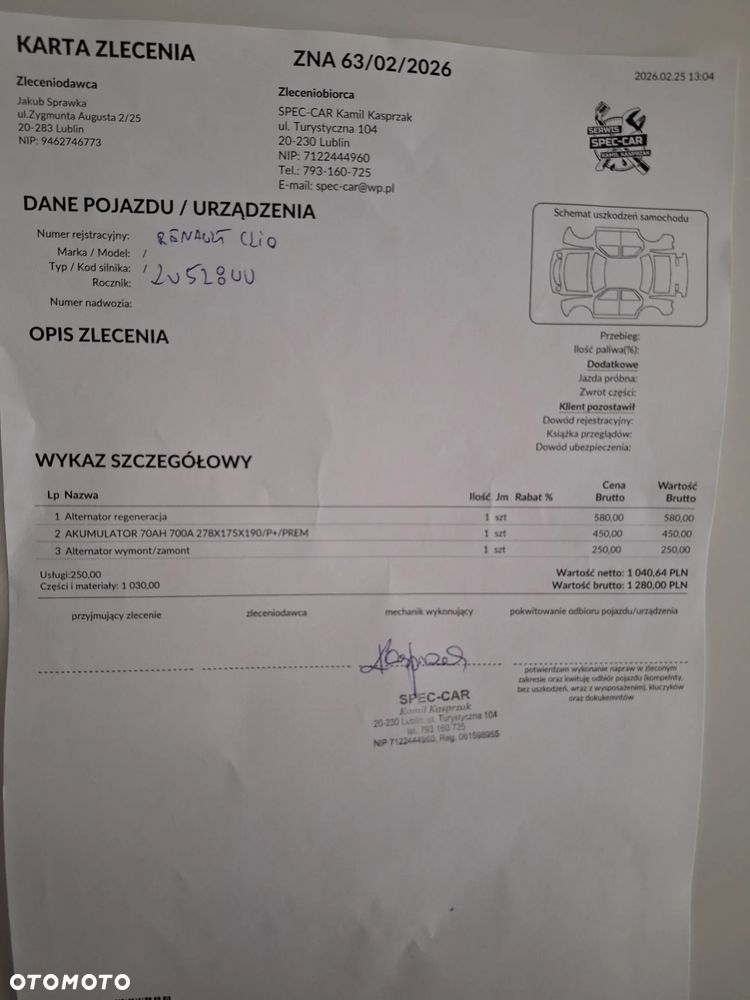 KARTA ZLECENIA
ZNA 63/02/2026
2026.02.25 13:04
Zleceniodawca
Jakub Sprawka
ul.Zygmunta Augusta 2/25
20-283 Lublin
NIP: 9462746773
Zleceniobiorca
SPEC-CAR Kamil Kasprzak
ul. Turystyczna 104
20-230 Lublin
NIP: 7122444960
Tel.: 793-160-725
E-mail: spec-car@wp.pl
SERWIS
SPEC-CAR
KAMIL KASPRZAK
DANE POJAZDU / URZĄDZENIA
Numer rejstracyjny: RENAULT CLIO
Marka / Model: /
Typ / Kod silnika: /
Rocznik:
Numer nadwozia:
Schemat uszkodzeń samochodu
OPIS ZLECENIA
Przebieg:
Ilość paliwa(%):
Dodatkowe
Jazda próbna:
Zwrot części:
Klient pozostawił
Dowód rejestracyjny:
Książka przeglądów:
Dowód ubezpieczenia:
WYKAZ SZCZEGÓŁOWY
Lp Nazwa Ilość Jm Rabat % Cena Brutto Wartość Brutto
1 Alternator regeneracja 1 szt 580,00 580,00
2 AKUMULATOR 70AH 700A 278X175X190/P+/PREM 1 szt 450,00 450,00
3 Alternator wymont/zamont 1 szt 250,00 250,00
Usługi:250,00
Części i materiały: 1 030,00
Wartość netto: 1 040,64 PLN
Wartość brutto: 1 280,00 PLN
przyjmujący zlecenie zleceniodawca mechanik wykonujący pokwitowanie odbioru pojazdu/urządzenia
Kasprzak
potwierdzam wykonanie napraw w zleconym
zakresie oraz kwituję odbiór pojazdu (kompelnty,
bez uszkodzeń, wraz z wyposażeniem), kluczyków
oraz dokukemntów
SPEC-CAR
Kamil Kasprzak
20-230 Lublin, ul. Turystyczna 104
tel. 793 160 725
NIP 7122444960, Reg. 061598955
OTOMOTO